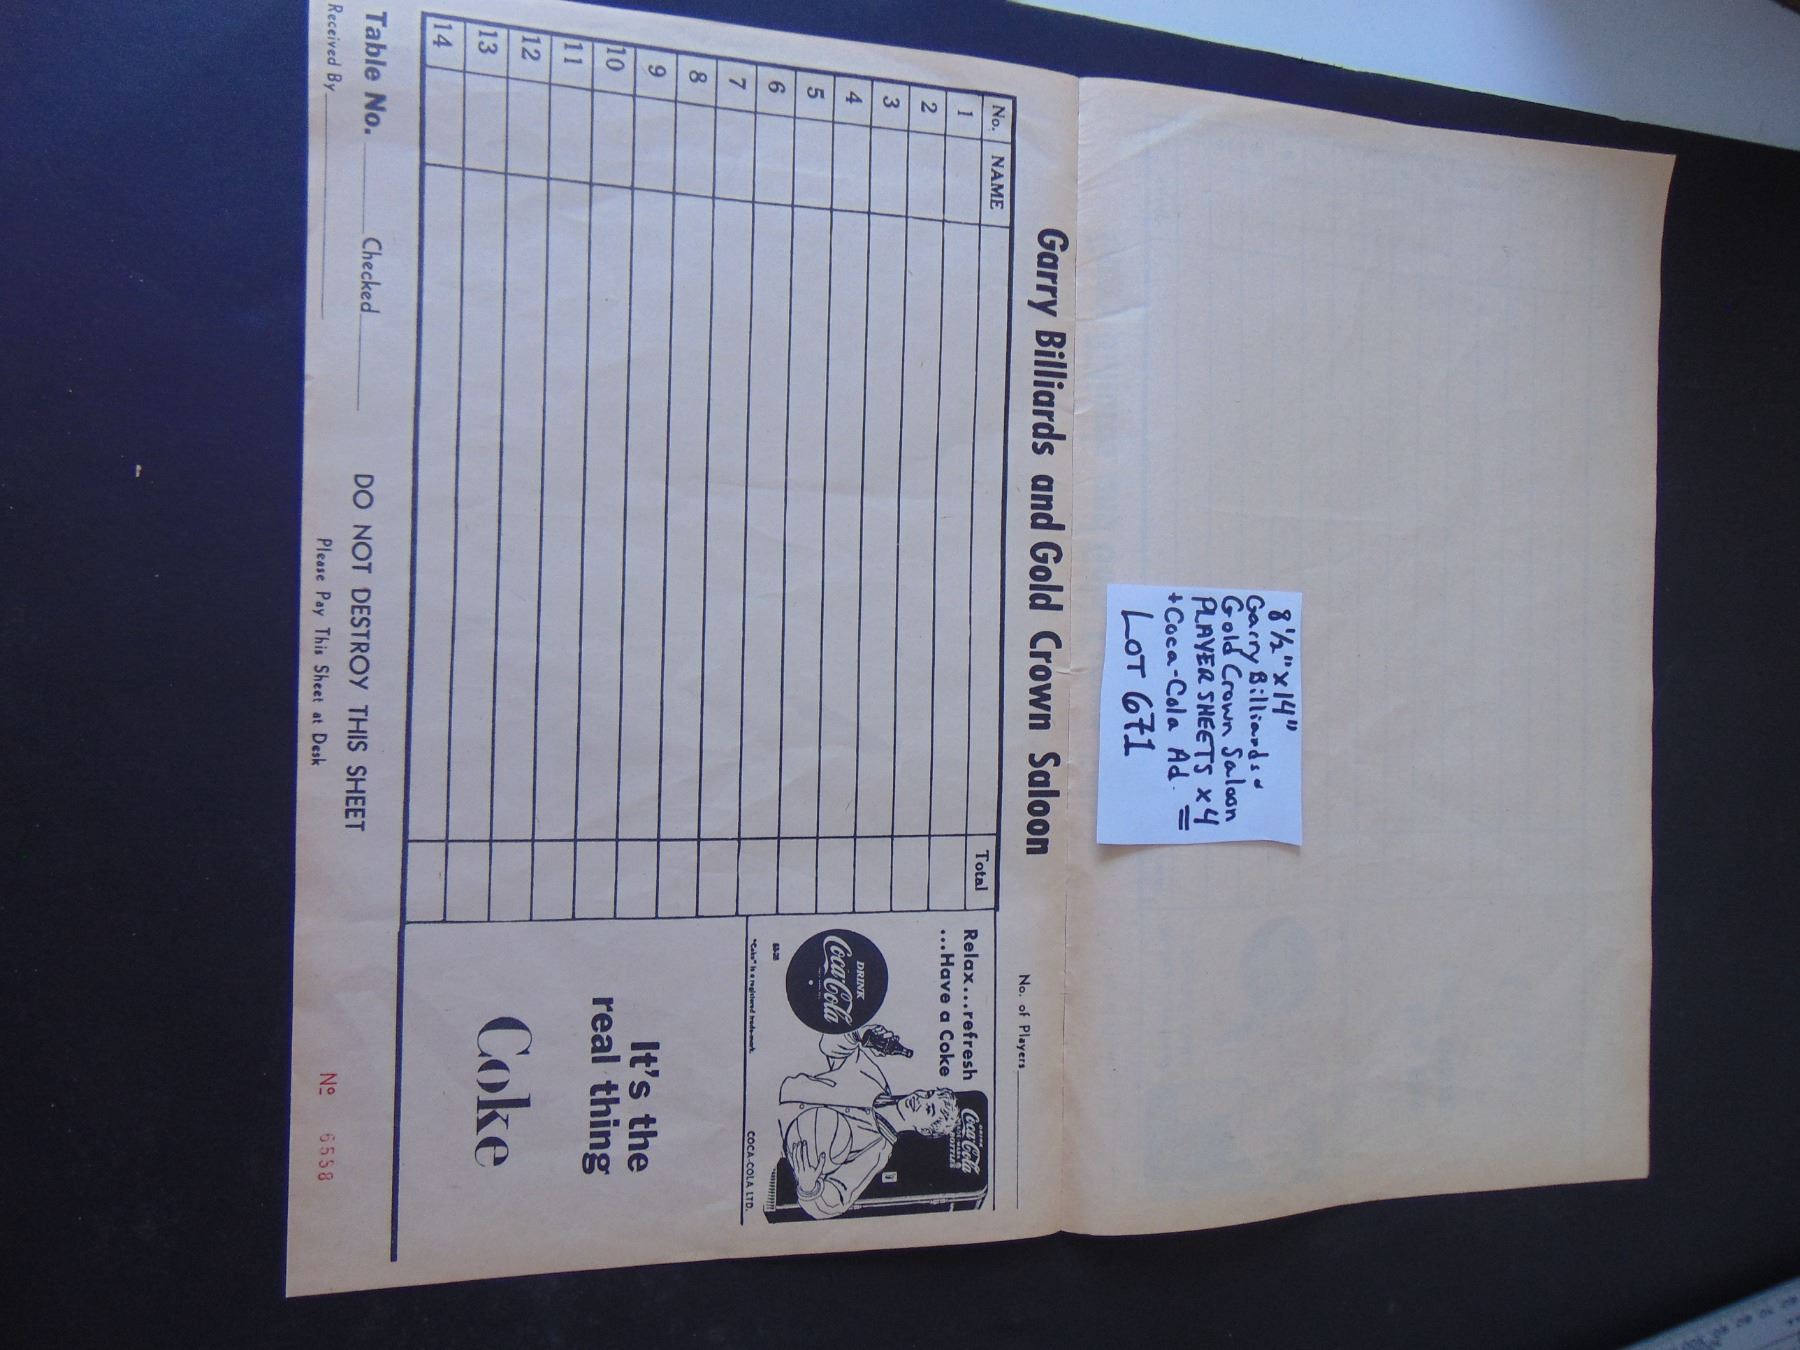 8½" x 14"
Garry Billiards &
Gold Crown Saloon
PLAYER SHEETS x 4
+ Coca-Cola Ad.
LOT 671
Garry Billiards and Gold Crown Saloon
No. of Players
No. NAME Total
1
2
3
4
5
6
7
8
9
10
11
12
13
14
Relax...refresh
...Have a Coke
DRINK
Coca-Cola
DRINK
Coca-Cola
BOTTLES
"Coke" is a registered trade-mark.
COCA-COLA LTD.
It's the
real thing
Coke
Table No. Checked DO NOT DESTROY THIS SHEET
Received By Please Pay This Sheet at Desk
Nº 6558